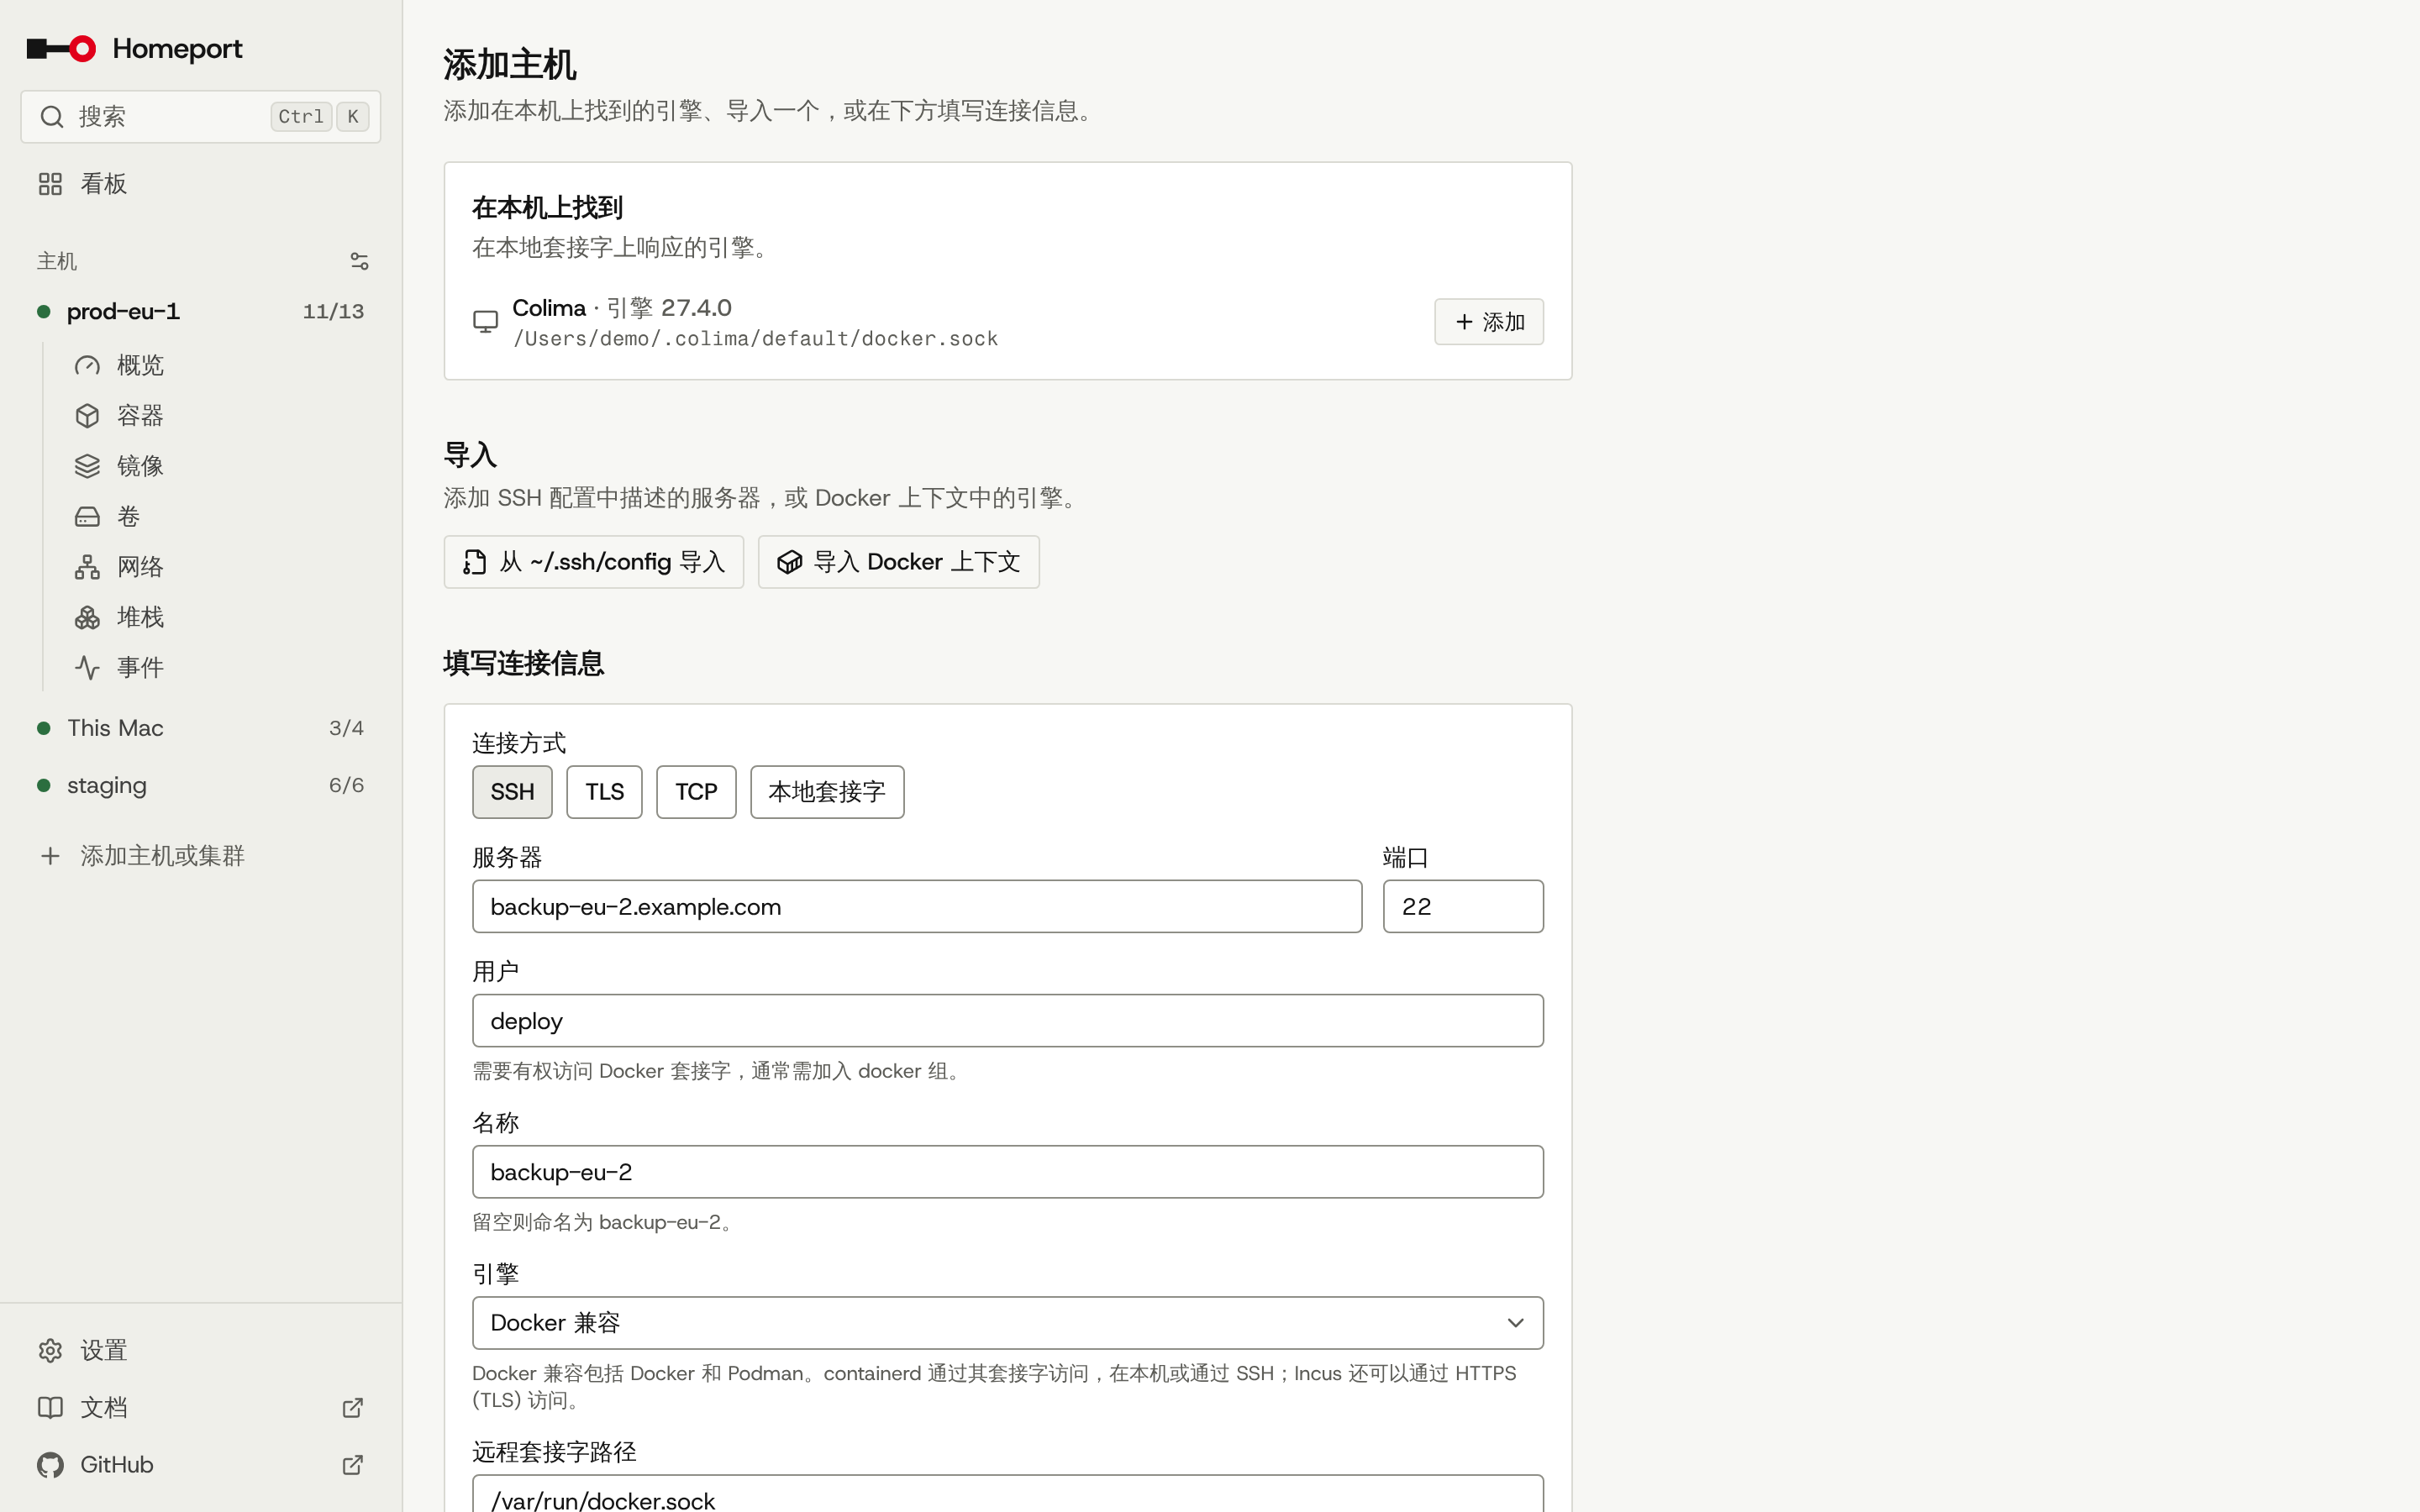 Homeport
搜索 Ctrl K
看板
主机
prod-eu-1 11/13
概览
容器
镜像
卷
网络
堆栈
事件
This Mac 3/4
staging 6/6
添加主机或集群
设置
文档
GitHub
添加主机
添加在本机上找到的引擎、导入一个，或在下方填写连接信息。
在本机上找到
在本地套接字上响应的引擎。
Colima · 引擎 27.4.0
/Users/demo/.colima/default/docker.sock
添加
导入
添加 SSH 配置中描述的服务器，或 Docker 上下文中的引擎。
从 ~/.ssh/config 导入
导入 Docker 上下文
填写连接信息
连接方式
SSH TLS TCP 本地套接字
服务器 端口
backup-eu-2.example.com 22
用户
deploy
需要有权访问 Docker 套接字，通常需加入 docker 组。
名称
backup-eu-2
留空则命名为 backup-eu-2。
引擎
Docker 兼容
Docker 兼容包括 Docker 和 Podman。containerd 通过其套接字访问，在本机或通过 SSH；Incus 还可以通过 HTTPS
(TLS) 访问。
远程套接字路径
/var/run/docker.sock